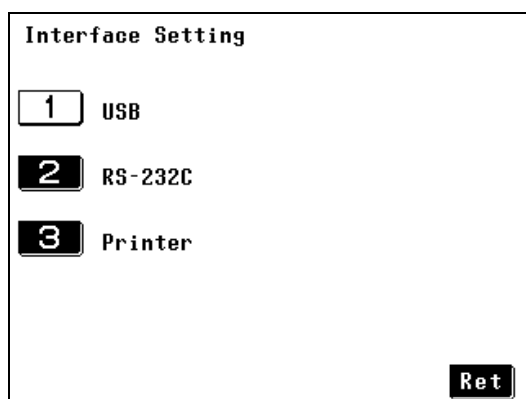 Interface Setting
1 USB
2 RS-232C
3 Printer
Ret